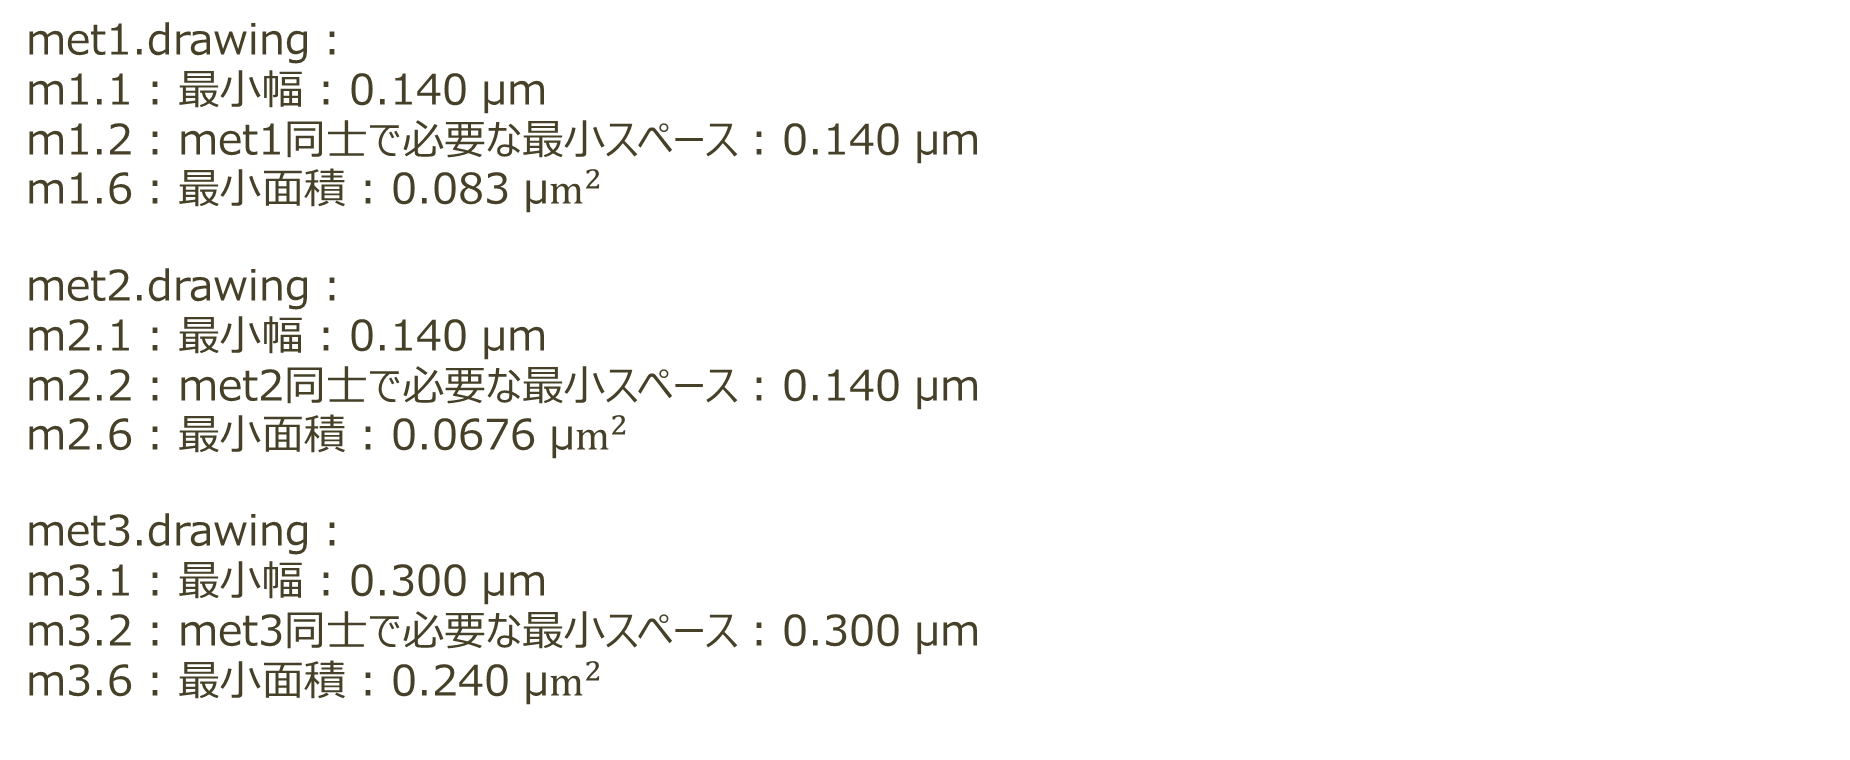 met1.drawing :
m1.1 : 最小幅 : 0.140 μm
m1.2 : met1同士で必要な最小スペース : 0.140 μm
m1.6 : 最小面積 : 0.083 μm²
met2.drawing :
m2.1 : 最小幅 : 0.140 μm
m2.2 : met2同士で必要な最小スペース : 0.140 μm
m2.6 : 最小面積 : 0.0676 μm²
met3.drawing :
m3.1 : 最小幅 : 0.300 μm
m3.2 : met3同士で必要な最小スペース : 0.300 μm
m3.6 : 最小面積 : 0.240 μm²